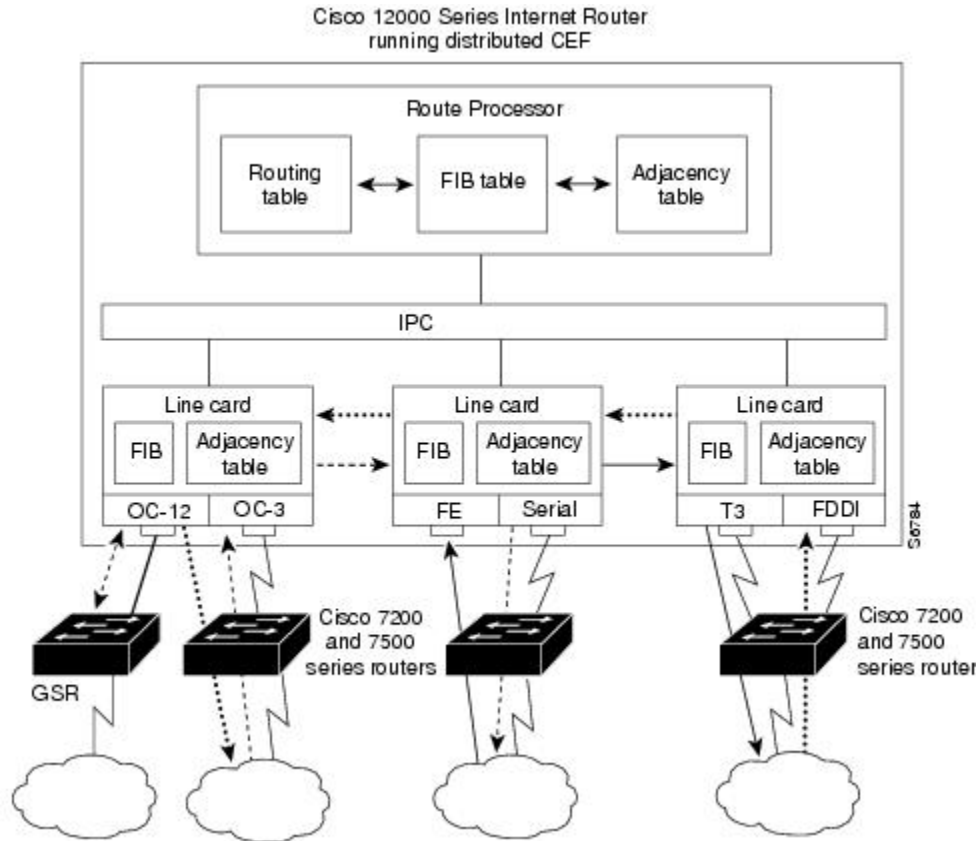 Cisco 12000 Series Internet Router
running distributed CEF
Route Processor
Routing
table
FIB table
Adjacency
table
IPC
Line card
FIB
Adjacency
table
OC-12
OC-3
Line card
FIB
Adjacency
table
FE
Serial
Line card
FIB
Adjacency
table
T3
FDDI
S6784
GSR
Cisco 7200
and 7500
series routers
Cisco 7200
and 7500
series router